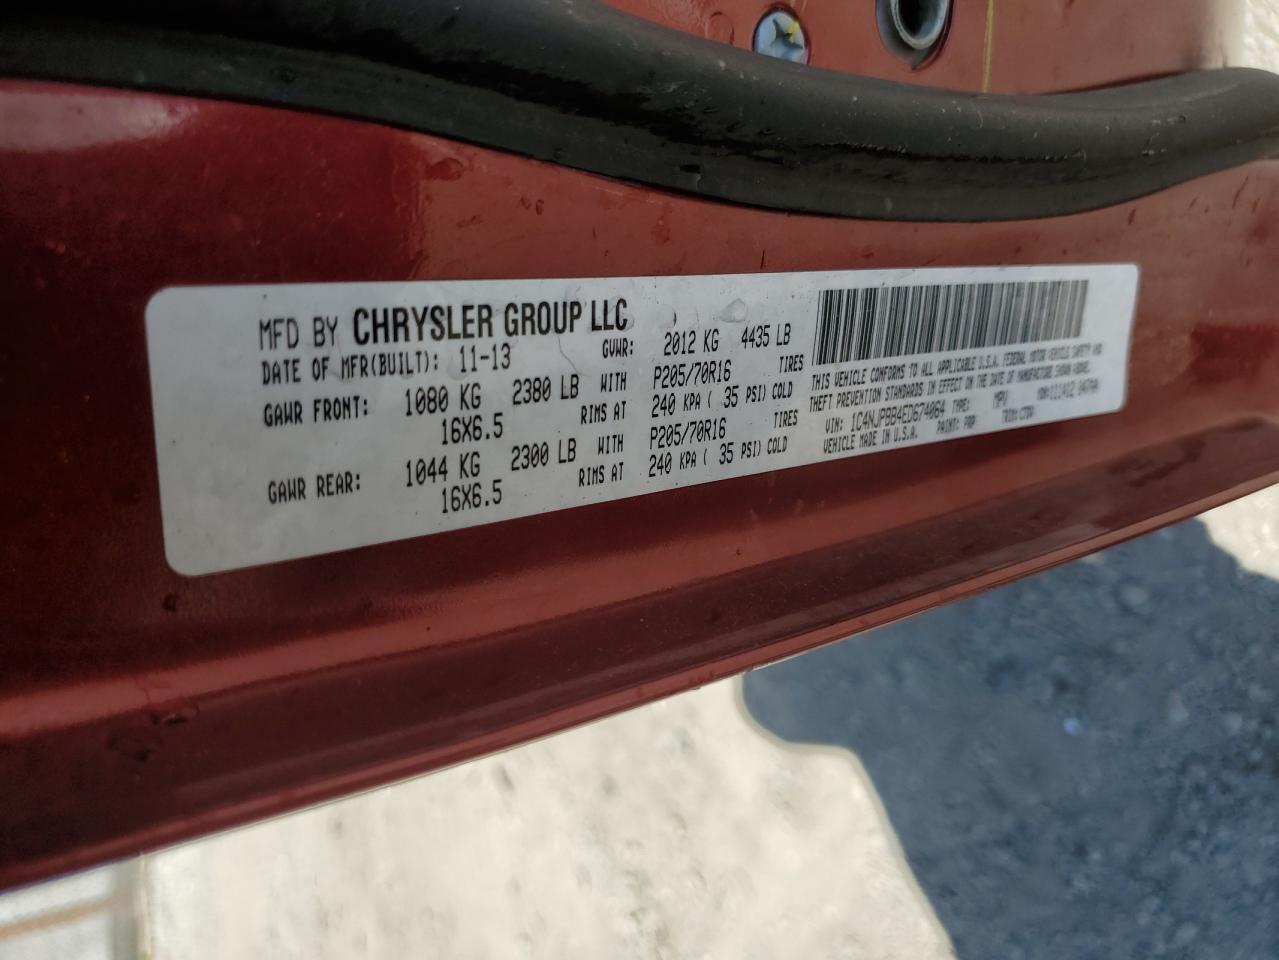 MFD BY CHRYSLER GROUP LLC
DATE OF MFR(BUILT): 11-13 GVWR: 2012 KG 4435 LB
GAWR FRONT: 1080 KG 2380 LB WITH P205/70R16 TIRES
16X6.5 RIMS AT 240 KPA ( 35 PSI) COLD
GAWR REAR: 1044 KG 2300 LB WITH P205/70R16 TIRES
16X6.5 RIMS AT 240 KPA ( 35 PSI) COLD
THIS VEHICLE CONFORMS TO ALL APPLICABLE U.S.A. FEDERAL MOTOR VEHICLE SAFETY AND
THEFT PREVENTION STANDARDS IN EFFECT ON THE DATE OF MANUFACTURE SHOWN ABOVE.
VIN: 1C4NJPBB4ED674064 TYPE: MPV MDH:
VEHICLE MADE IN U.S.A. PAINT: PRP TRIM: